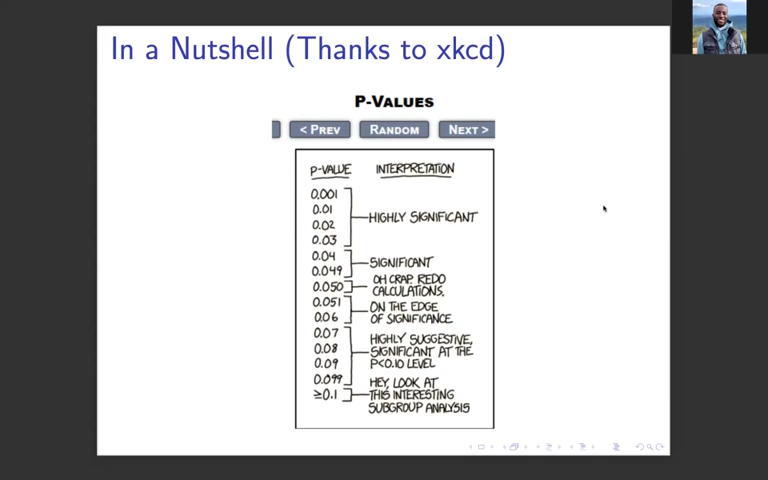 In a Nutshell (Thanks to xkcd)
P-VALUES
< PREV RANDOM NEXT >
P-VALUE INTERPRETATION
0.001
0.01
0.02
0.03
HIGHLY SIGNIFICANT
0.04
0.049
SIGNIFICANT
0.050
OH CRAP. REDO
CALCULATIONS.
0.051
0.06
ON THE EDGE
OF SIGNIFICANCE
0.07
0.08
0.09
0.099
HIGHLY SUGGESTIVE,
SIGNIFICANT AT THE
P<0.10 LEVEL
≥0.1
HEY, LOOK AT
THIS INTERESTING
SUBGROUP ANALYSIS